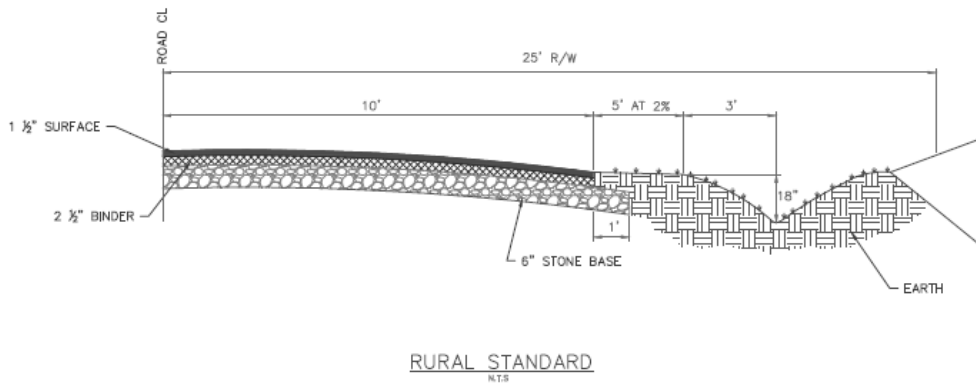 ROAD CL
25' R/W
10'
5' AT 2%
3'
1 ½" SURFACE
2 ½" BINDER
18"
1'
6" STONE BASE
EARTH
RURAL STANDARD
N.T.S